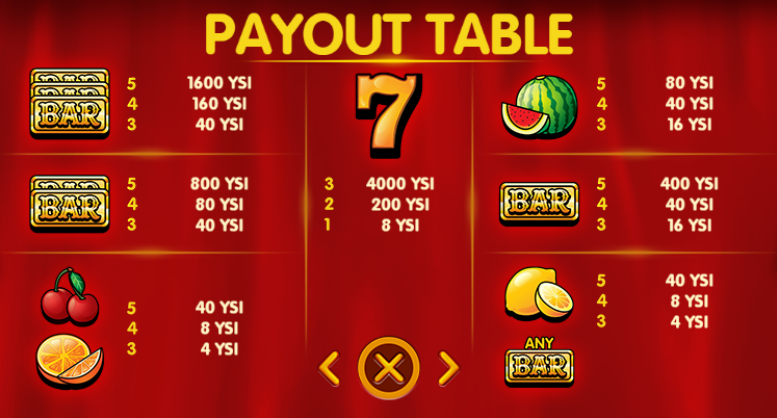 PAYOUT TABLE
BAR
5 1600 YSI
4 160 YSI
3 40 YSI
BAR
5 800 YSI
4 80 YSI
3 40 YSI
5 40 YSI
4 8 YSI
3 4 YSI
7
3 4000 YSI
2 200 YSI
1 8 YSI
5 80 YSI
4 40 YSI
3 16 YSI
BAR
5 400 YSI
4 40 YSI
3 16 YSI
5 40 YSI
4 8 YSI
3 4 YSI
ANY
BAR